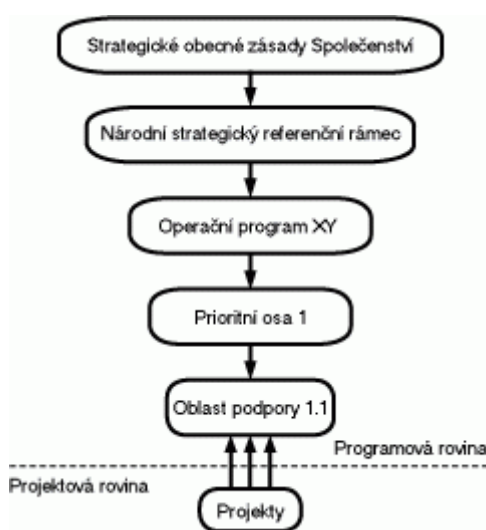 Strategické obecné zásady Společenství
Národní strategický referenční rámec
Operační program XY
Prioritní osa 1
Oblast podpory 1.1
Programová rovina
Projektová rovina
Projekty